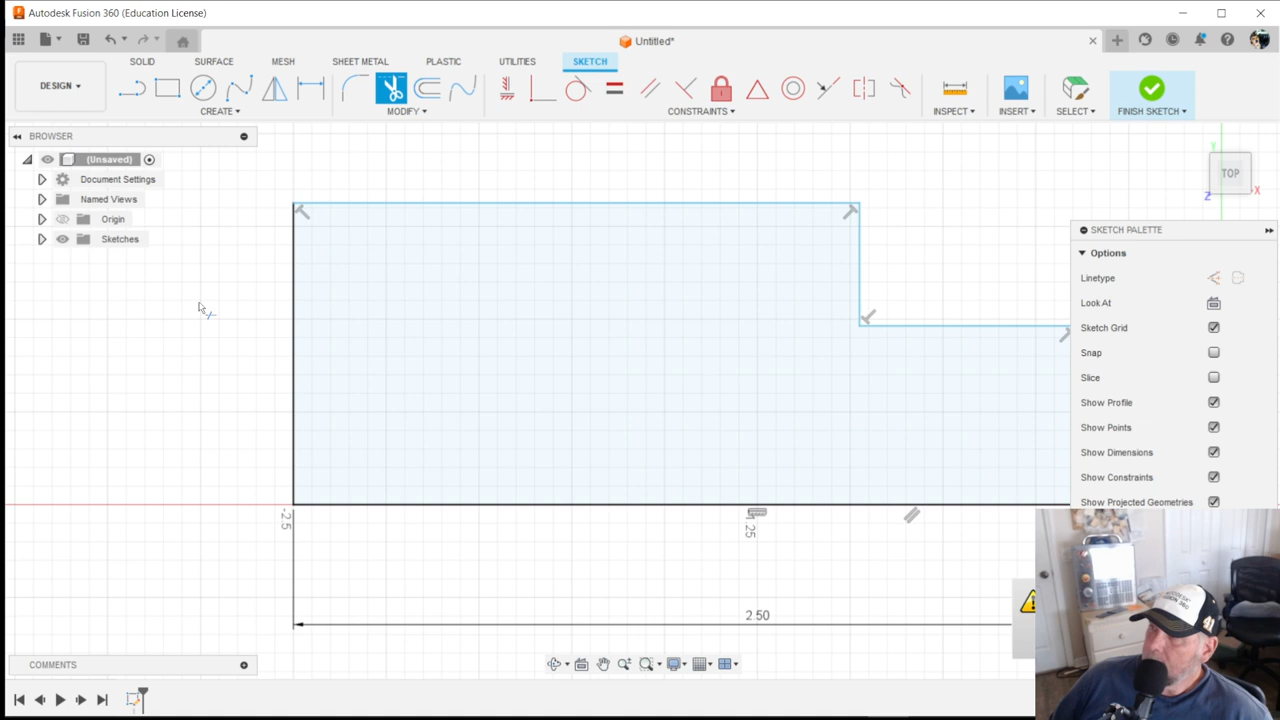 Autodesk Fusion 360 (Education License)
Untitled*
DESIGN
SOLID SURFACE MESH SHEET METAL PLASTIC UTILITIES SKETCH
CREATE MODIFY CONSTRAINTS INSPECT INSERT SELECT FINISH SKETCH
BROWSER
(Unsaved)
Document Settings
Named Views
Origin
Sketches
TOP
Y
X
Z
SKETCH PALETTE
Options
Linetype
Look At
Sketch Grid
Snap
Slice
Show Profile
Show Points
Show Dimensions
Show Constraints
Show Projected Geometries
-2.5
2.50
COMMENTS